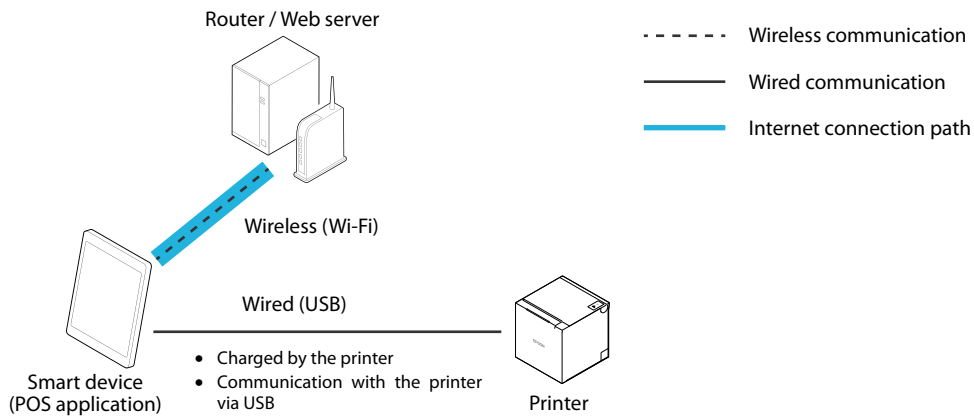 Router / Web server
Wireless communication
Wired communication
Internet connection path
Wireless (Wi-Fi)
Wired (USB)
• Charged by the printer
• Communication with the printer
via USB
Smart device
(POS application)
EPSON
Printer